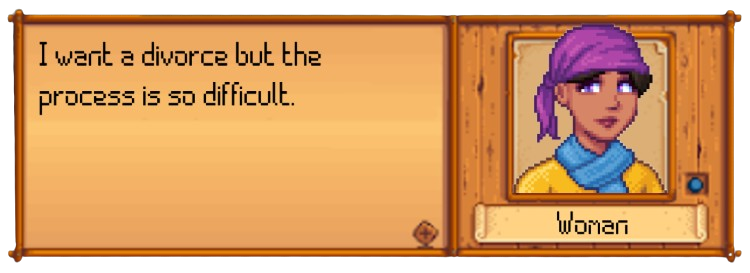 I want a divorce but the
process is so difficult.
Woman